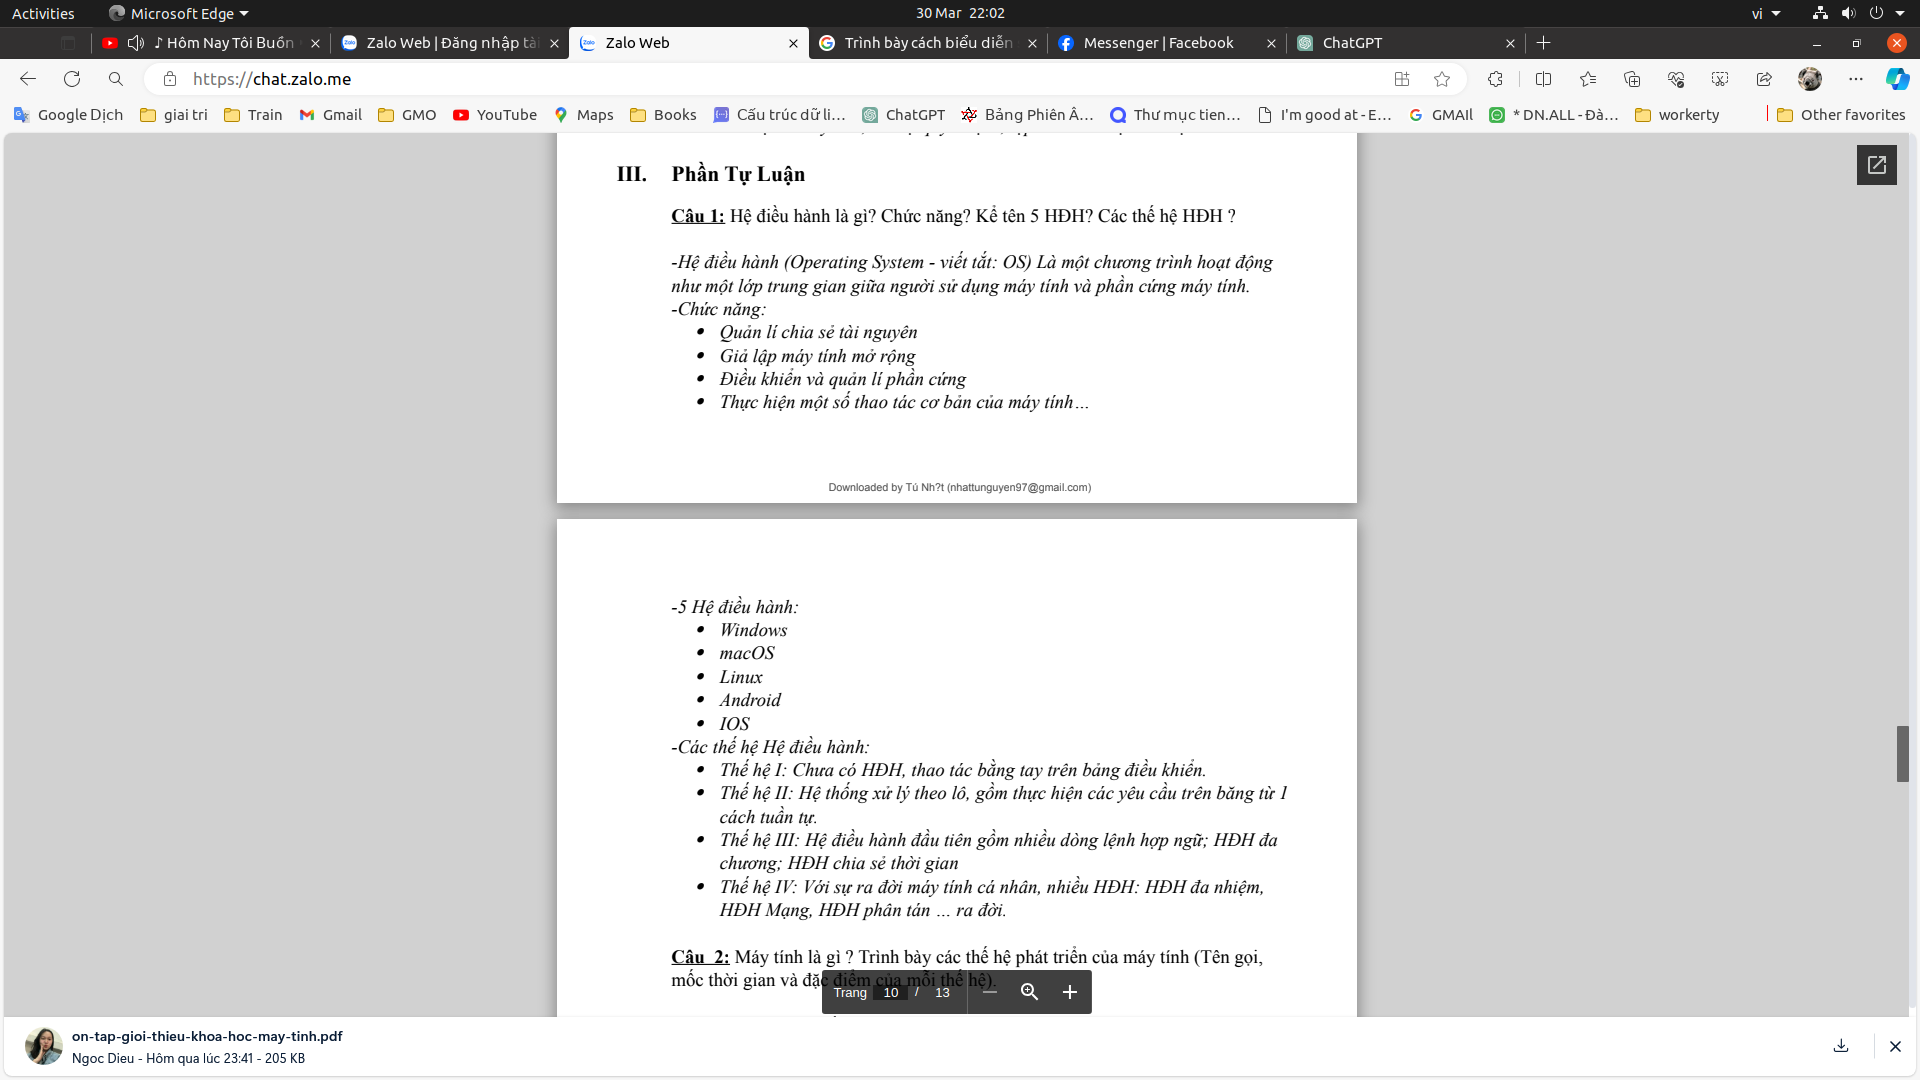 Activities
Microsoft Edge
30 Mar 22:02
vi
♪ Hôm Nay Tôi Buồn
Zalo Web | Đăng nhập tài
Zalo Web
Trình bày cách biểu diễn
Messenger | Facebook
ChatGPT
https://chat.zalo.me
Google Dịch
giai tri
Train
Gmail
GMO
YouTube
Maps
Books
Cấu trúc dữ li…
ChatGPT
Bảng Phiên Â…
Thư mục tien…
I'm good at - E…
GMAIl
* DN.ALL - Đà…
workerty
Other favorites
III. Phần Tự Luận
Câu 1: Hệ điều hành là gì? Chức năng? Kể tên 5 HĐH? Các thế hệ HĐH ?
-Hệ điều hành (Operating System - viết tắt: OS) Là một chương trình hoạt động
như một lớp trung gian giữa người sử dụng máy tính và phần cứng máy tính.
-Chức năng:
• Quản lí chia sẻ tài nguyên
• Giả lập máy tính mở rộng
• Điều khiển và quản lí phần cứng
• Thực hiện một số thao tác cơ bản của máy tính…
Downloaded by Tú Nh?t (nhattunguyen97@gmail.com)
-5 Hệ điều hành:
• Windows
• macOS
• Linux
• Android
• IOS
-Các thế hệ Hệ điều hành:
• Thế hệ I: Chưa có HĐH, thao tác bằng tay trên bảng điều khiển.
• Thế hệ II: Hệ thống xử lý theo lô, gồm thực hiện các yêu cầu trên băng từ 1
cách tuần tự.
• Thế hệ III: Hệ điều hành đầu tiên gồm nhiều dòng lệnh hợp ngữ; HĐH đa
chương; HĐH chia sẻ thời gian
• Thế hệ IV: Với sự ra đời máy tính cá nhân, nhiều HĐH: HĐH đa nhiệm,
HĐH Mạng, HĐH phân tán … ra đời.
Câu 2: Máy tính là gì ? Trình bày các thế hệ phát triển của máy tính (Tên gọi,
mốc thời gian và đặc điểm của mỗi thế hệ).
Trang 10 / 13
on-tap-gioi-thieu-khoa-hoc-may-tinh.pdf
Ngoc Dieu - Hôm qua lúc 23:41 - 205 KB